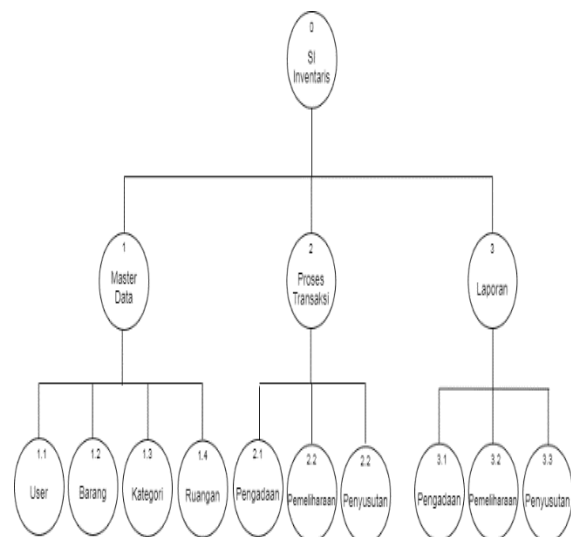 0
SI
Inventaris
1
Master
Data
2
Proses
Transaksi
3
Laporan
1.1
User
1.2
Barang
1.3
Kategori
1.4
Ruangan
2.1
Pengadaan
2.2
Pemeliharaan
2.2
Penyusutan
3.1
Pengadaan
3.2
Pemeliharaan
3.3
Penyusutan